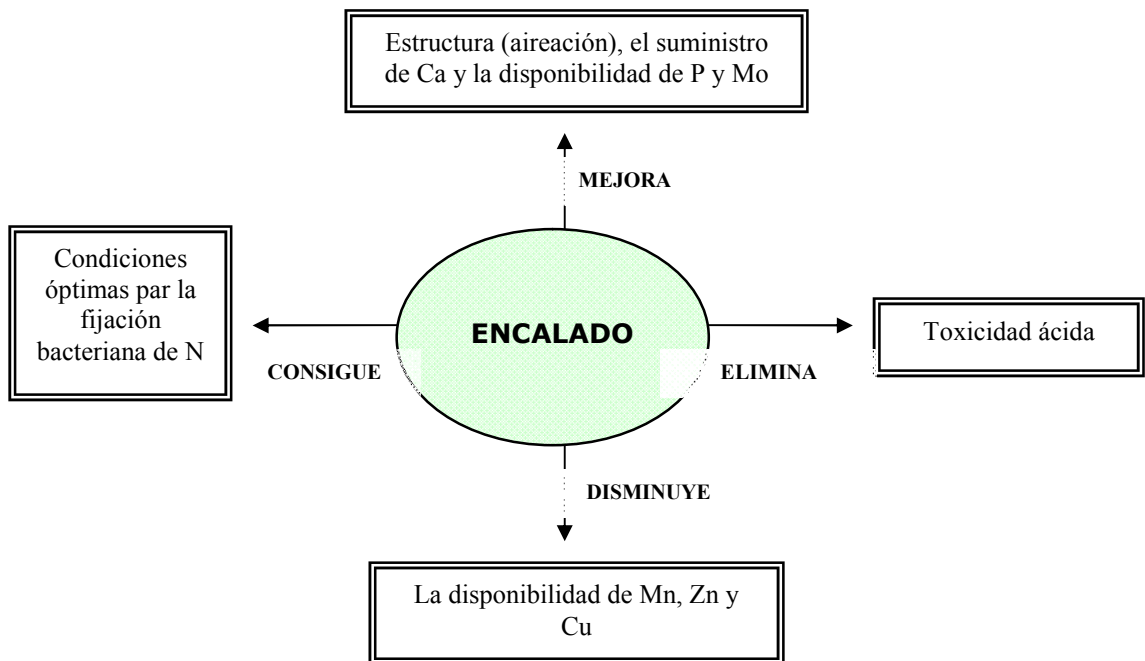 Estructura (aireación), el suministro
de Ca y la disponibilidad de P y Mo
MEJORA
Condiciones
óptimas par la
fijación
bacteriana de N
CONSIGUE
ENCALADO
ELIMINA
Toxicidad ácida
DISMINUYE
La disponibilidad de Mn, Zn y
Cu